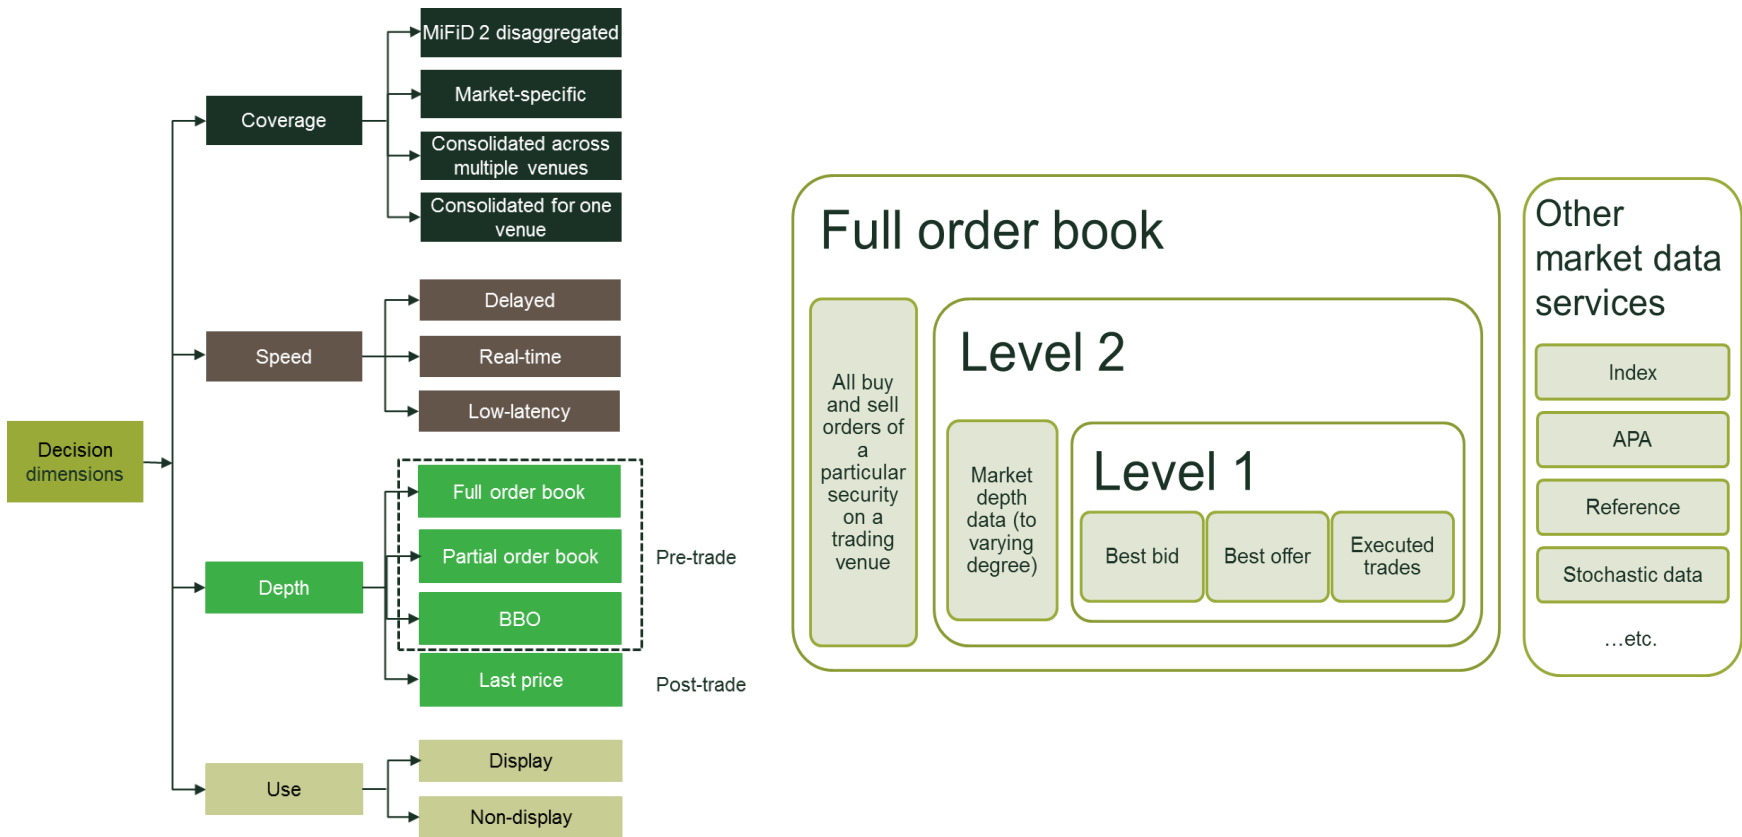 Decision
dimensions
Coverage
MiFiD 2 disaggregated
Market-specific
Consolidated across
multiple venues
Consolidated for one
venue
Speed
Delayed
Real-time
Low-latency
Depth
Full order book
Partial order book
BBO
Pre-trade
Last price
Post-trade
Use
Display
Non-display
Full order book
All buy
and sell
orders of
a
particular
security
on a
trading
venue
Level 2
Market
depth
data (to
varying
degree)
Level 1
Best bid
Best offer
Executed
trades
Other
market data
services
Index
APA
Reference
Stochastic data
...etc.